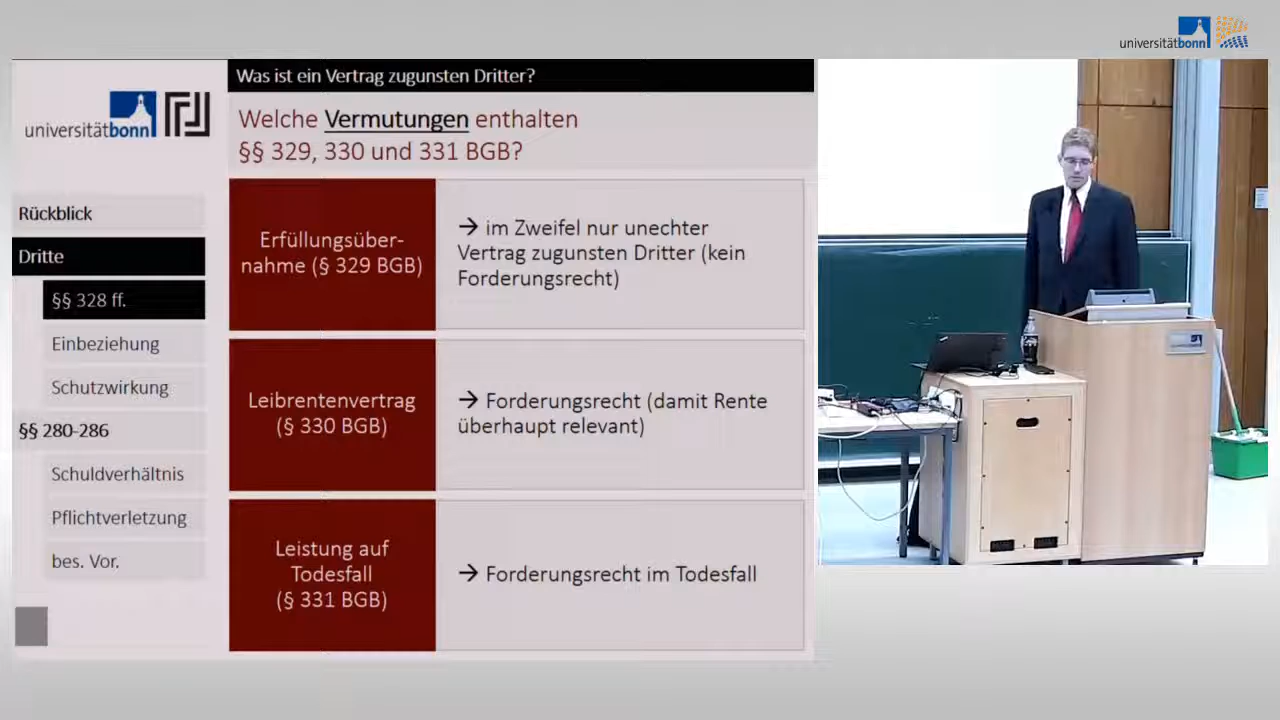 universitätbonn
Was ist ein Vertrag zugunsten Dritter?
universitätbonn
Welche Vermutungen enthalten
§§ 329, 330 und 331 BGB?
Rückblick
Dritte
§§ 328 ff.
Einbeziehung
Schutzwirkung
§§ 280-286
Schuldverhältnis
Pflichtverletzung
bes. Vor.
Erfüllungsüber-
nahme (§ 329 BGB)
→ im Zweifel nur unechter
Vertrag zugunsten Dritter (kein
Forderungsrecht)
Leibrentenvertrag
(§ 330 BGB)
→ Forderungsrecht (damit Rente
überhaupt relevant)
Leistung auf
Todesfall
(§ 331 BGB)
→ Forderungsrecht im Todesfall